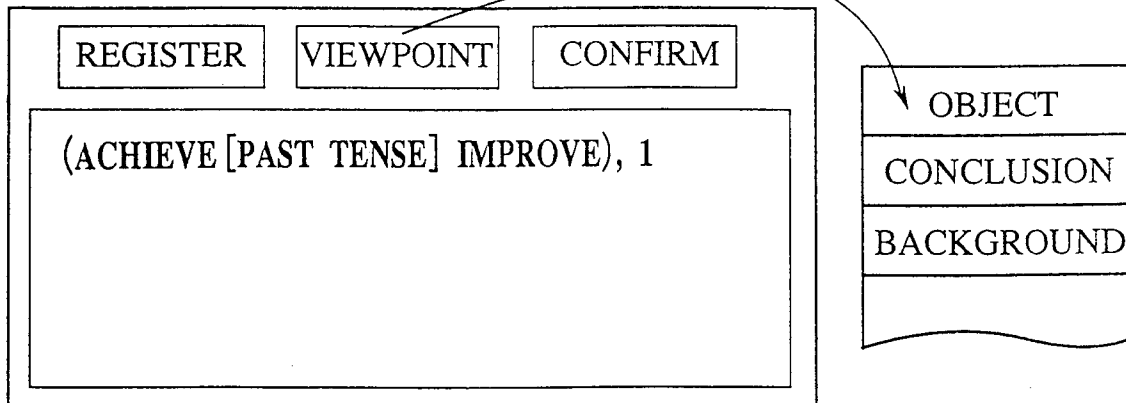 REGISTER VIEWPOINT CONFIRM
(ACHIEVE [PAST TENSE] IMPROVE), 1
OBJECT
CONCLUSION
BACKGROUND